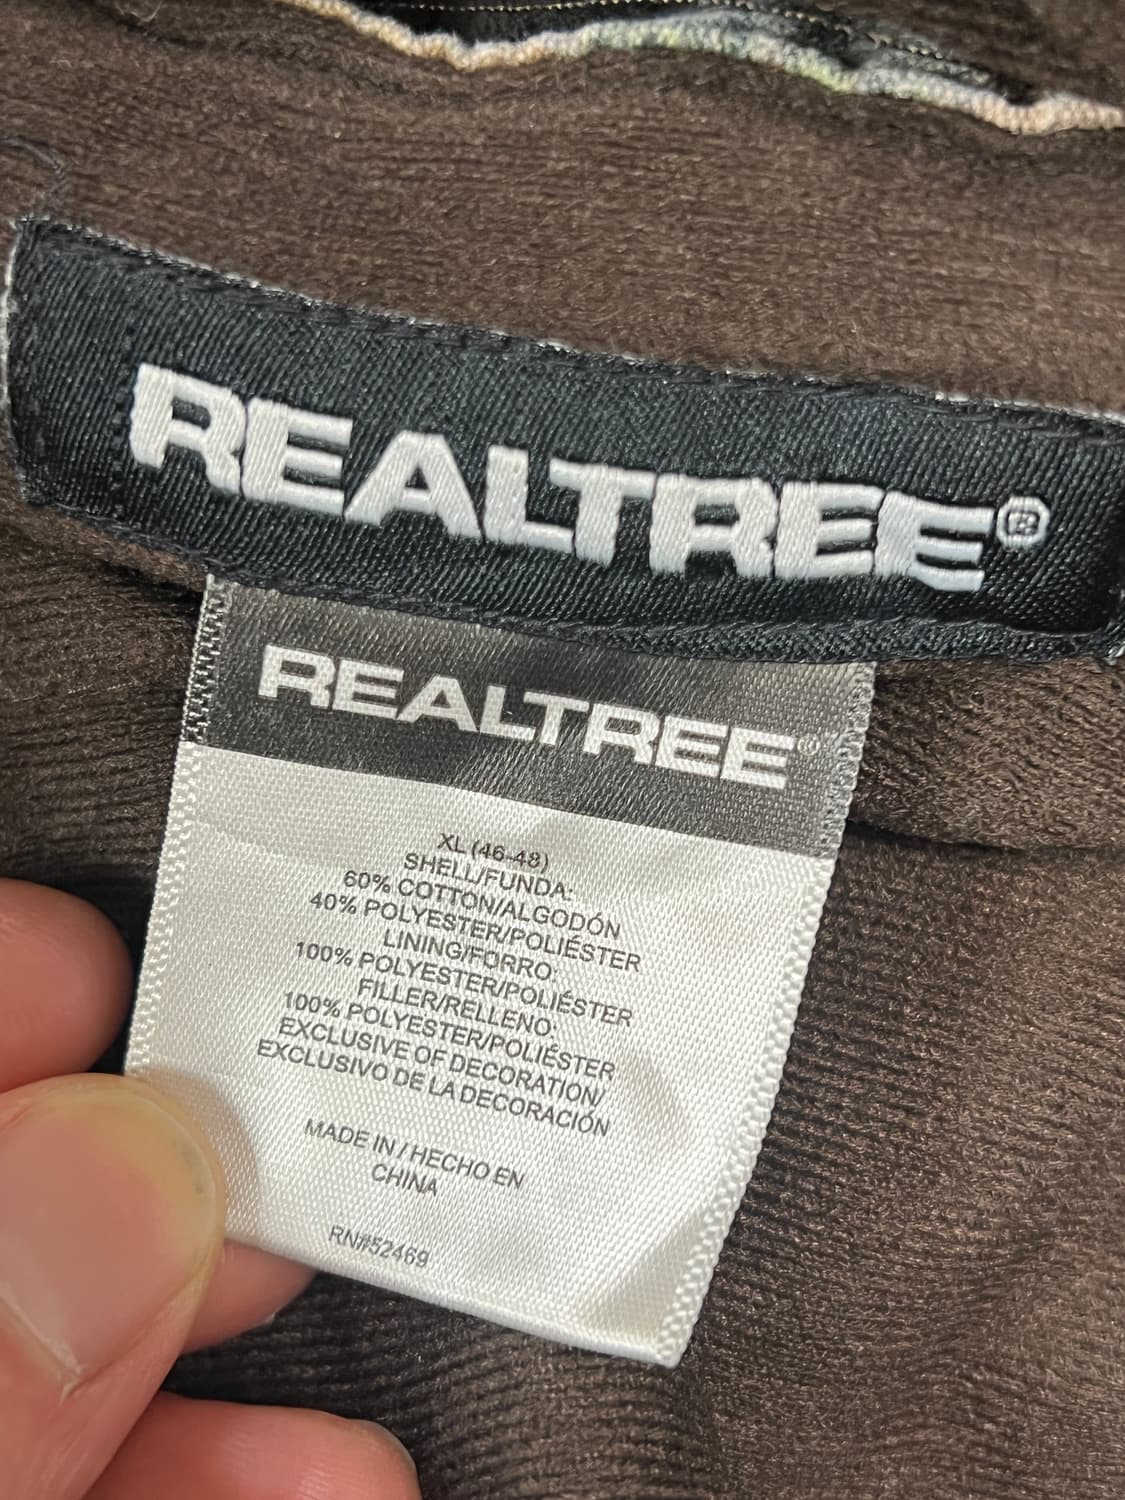 REALTREE®
REALTREE®
XL (46-48)
SHELL/FUNDA:
60% COTTON/ALGODÓN
40% POLYESTER/POLIÉSTER
LINING/FORRO:
100% POLYESTER/POLIÉSTER
FILLER/RELLENO:
100% POLYESTER/POLIÉSTER
EXCLUSIVE OF DECORATION/
EXCLUSIVO DE LA DECORACIÓN
MADE IN / HECHO EN
CHINA
RN#52469